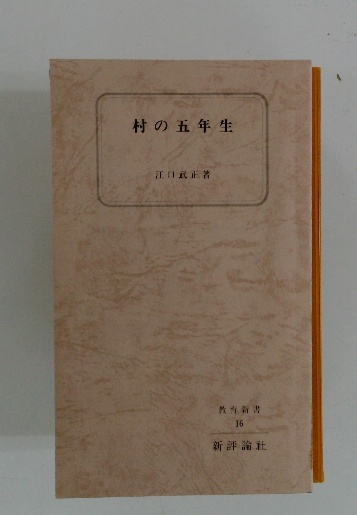 村の五年生
江口武正著
教育新書
16
新評論社